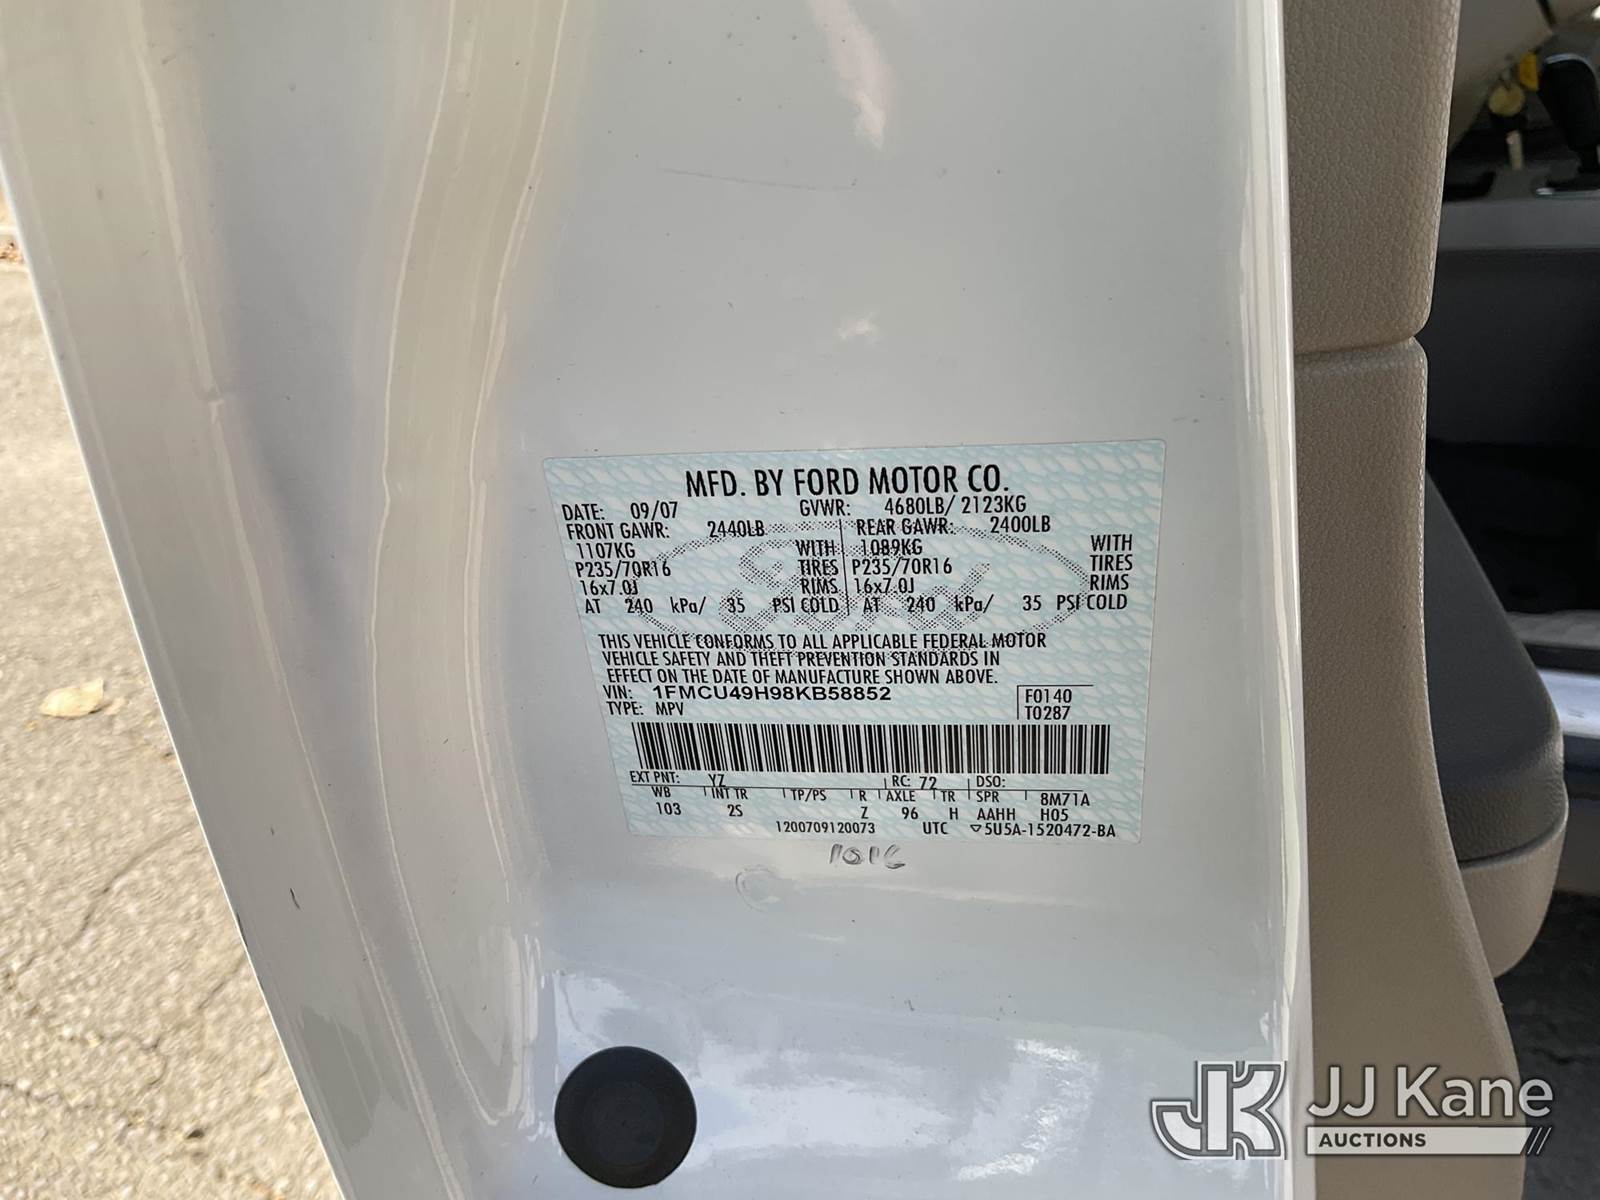 MFD. BY FORD MOTOR CO.
DATE: 09/07 GVWR: 4680LB/ 2123KG
FRONT GAWR: 2440LB REAR GAWR: 2400LB
1107KG WITH 1089KG WITH
P235/70R16 TIRES P235/70R16 TIRES
16x7.0J RIMS 16x7.0J RIMS
AT 240 kPa/ 35 PSI COLD AT 240 kPa/ 35 PSI COLD
Ford
THIS VEHICLE CONFORMS TO ALL APPLICABLE FEDERAL MOTOR
VEHICLE SAFETY AND THEFT PREVENTION STANDARDS IN
EFFECT ON THE DATE OF MANUFACTURE SHOWN ABOVE.
VIN: 1FMCU49H98KB58852 F0140
TYPE: MPV T0287
EXT PNT: YZ RC: 72 DSO:
WB INT TR TP/PS R AXLE TR SPR 8M71A
103 2S Z 96 H AAHH H05
1200709120073 UTC ▽5U5A-1520472-BA
1016
JK JJ Kane
AUCTIONS